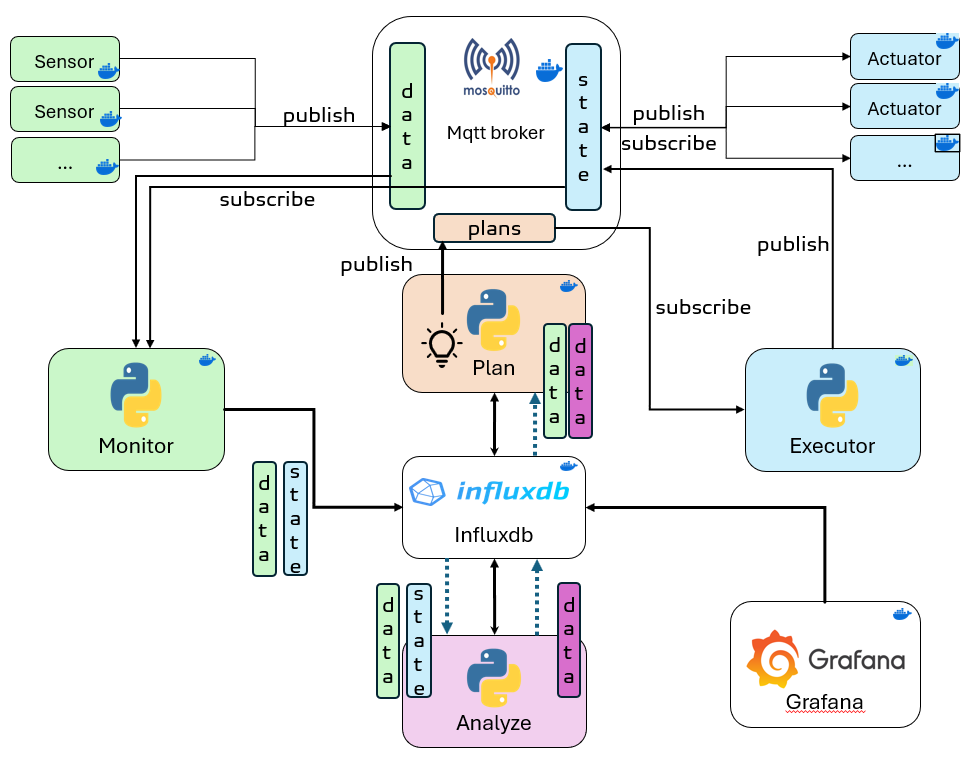 Sensor
Sensor
...
publish
subscribe
data
mosquitto
Mqtt broker
state
plans
publish
subscribe
Actuator
Actuator
...
publish
subscribe
publish
Plan
data
data
Monitor
data
state
Executor
influxdb
Influxdb
data
state
data
Analyze
Grafana
Grafana